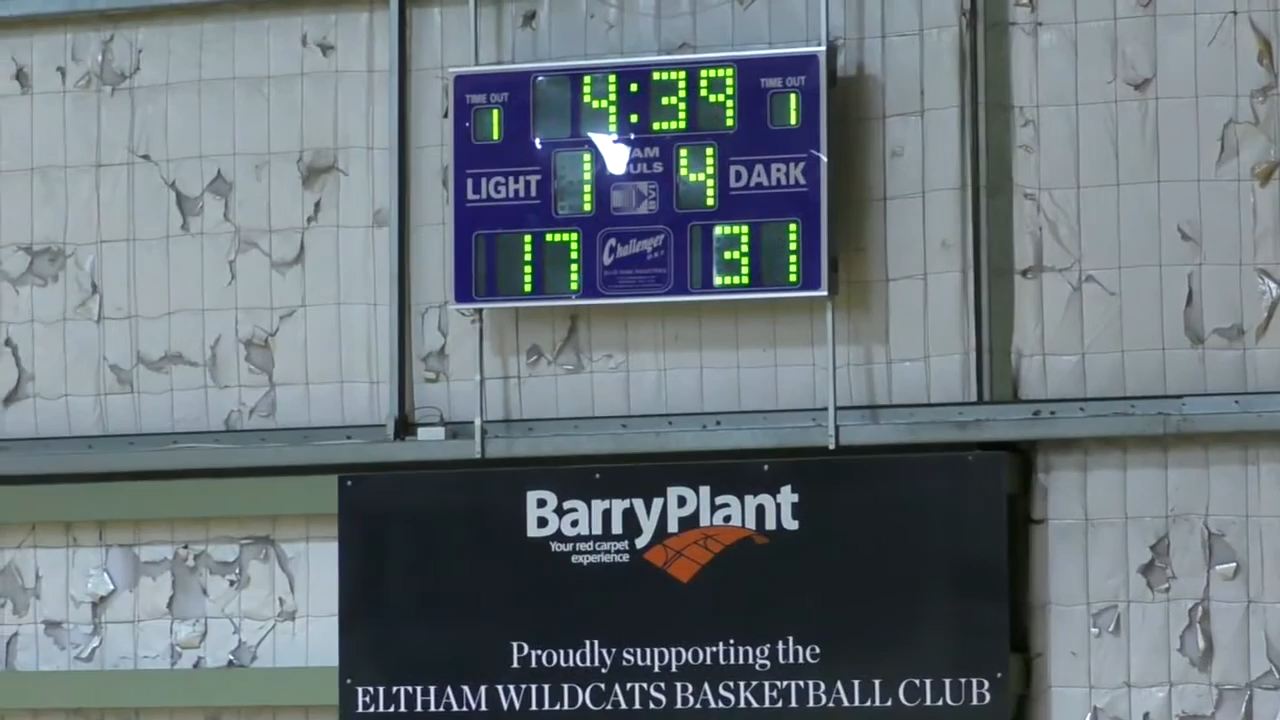 TIME OUT 4:39 TIME OUT
1 1
LIGHT 1 4 DARK
17 Challenger 31
BarryPlant
Your red carpet
experience
Proudly supporting the
ELTHAM WILDCATS BASKETBALL CLUB